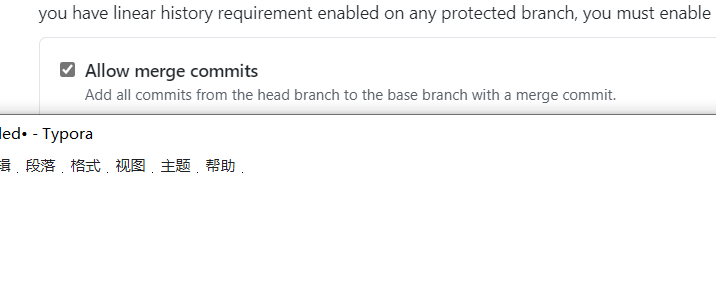 you have linear history requirement enabled on any protected branch, you must enable
Allow merge commits
Add all commits from the head branch to the base branch with a merge commit.
led• - Typora
辑 段落 格式 视图 主题 帮助